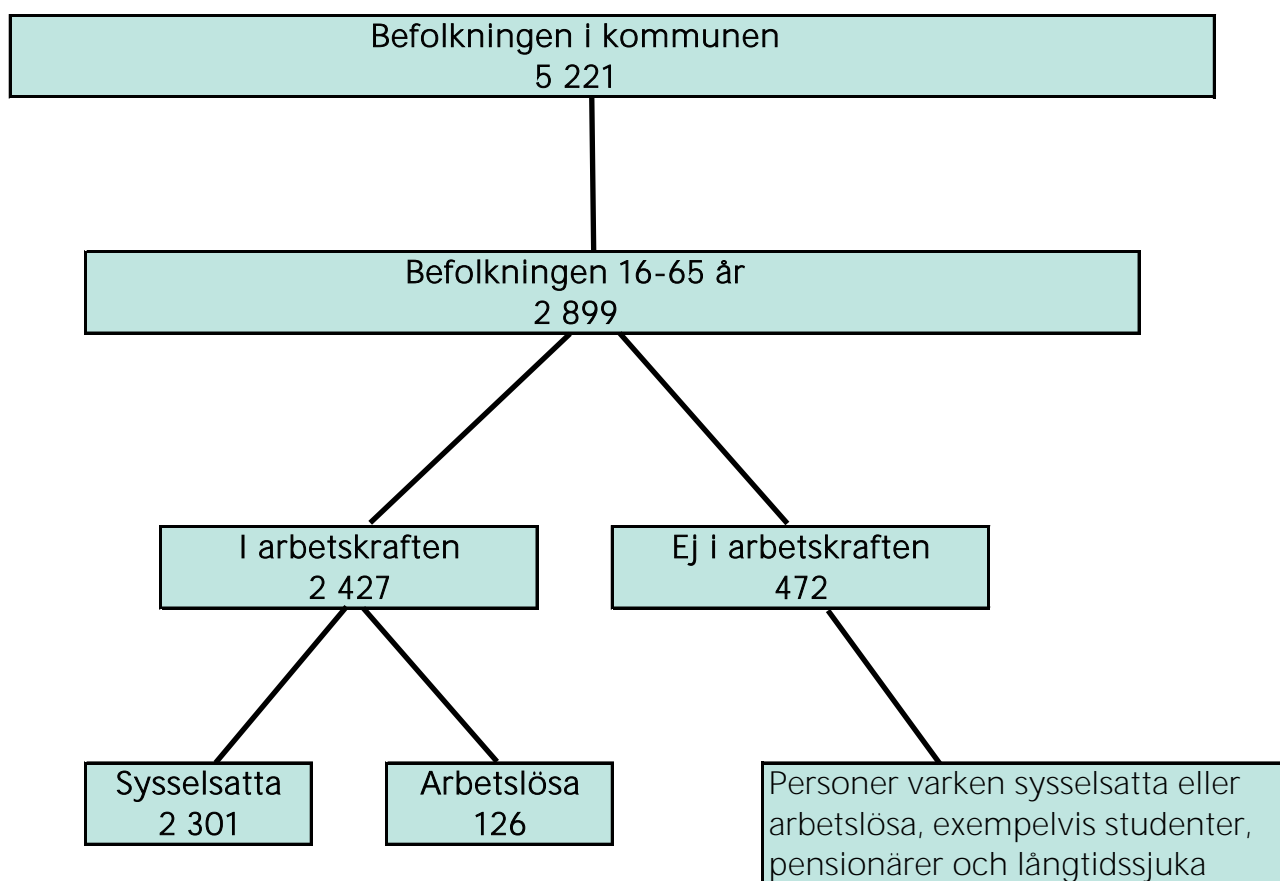 Befolkningen i kommunen
5 221
Befolkningen 16-65 år
2 899
I arbetskraften
2 427
Ej i arbetskraften
472
Sysselsatta
2 301
Arbetslösa
126
Personer varken sysselsatta eller
arbetslösa, exempelvis studenter,
pensionärer och långtidssjuka